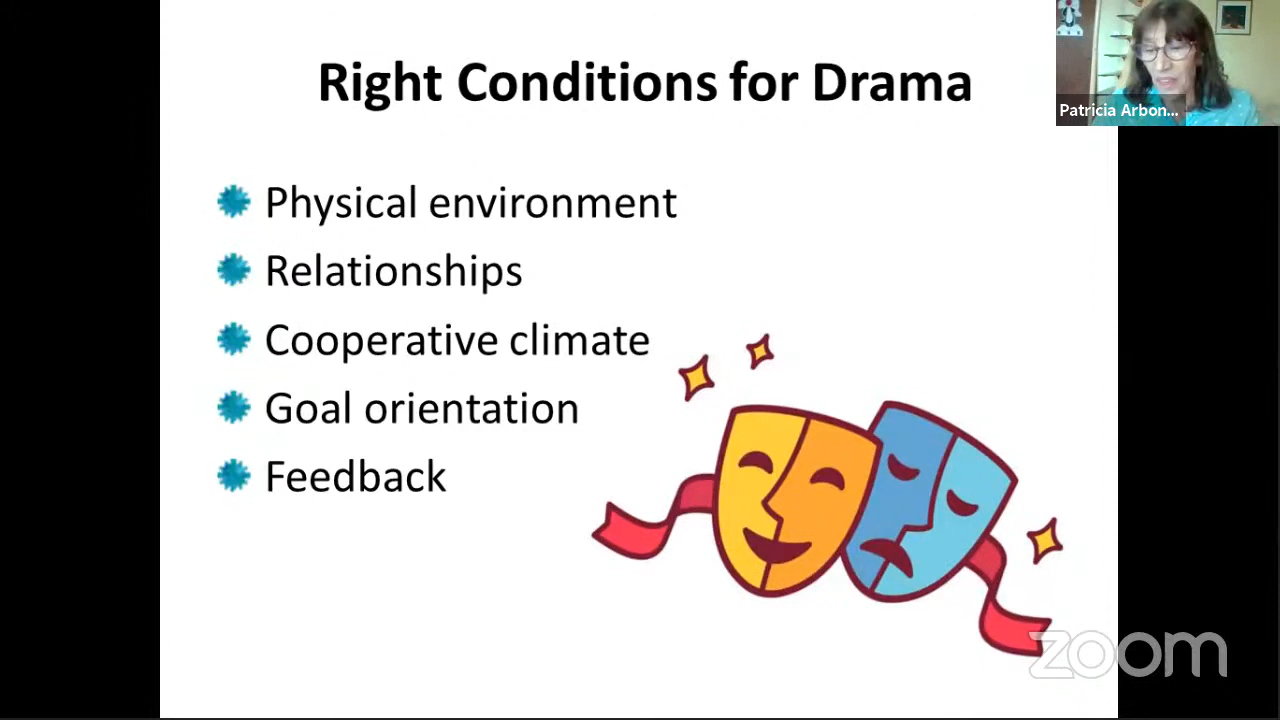 Right Conditions for Drama
Patricia Arbon...
Physical environment
Relationships
Cooperative climate
Goal orientation
Feedback
zoom